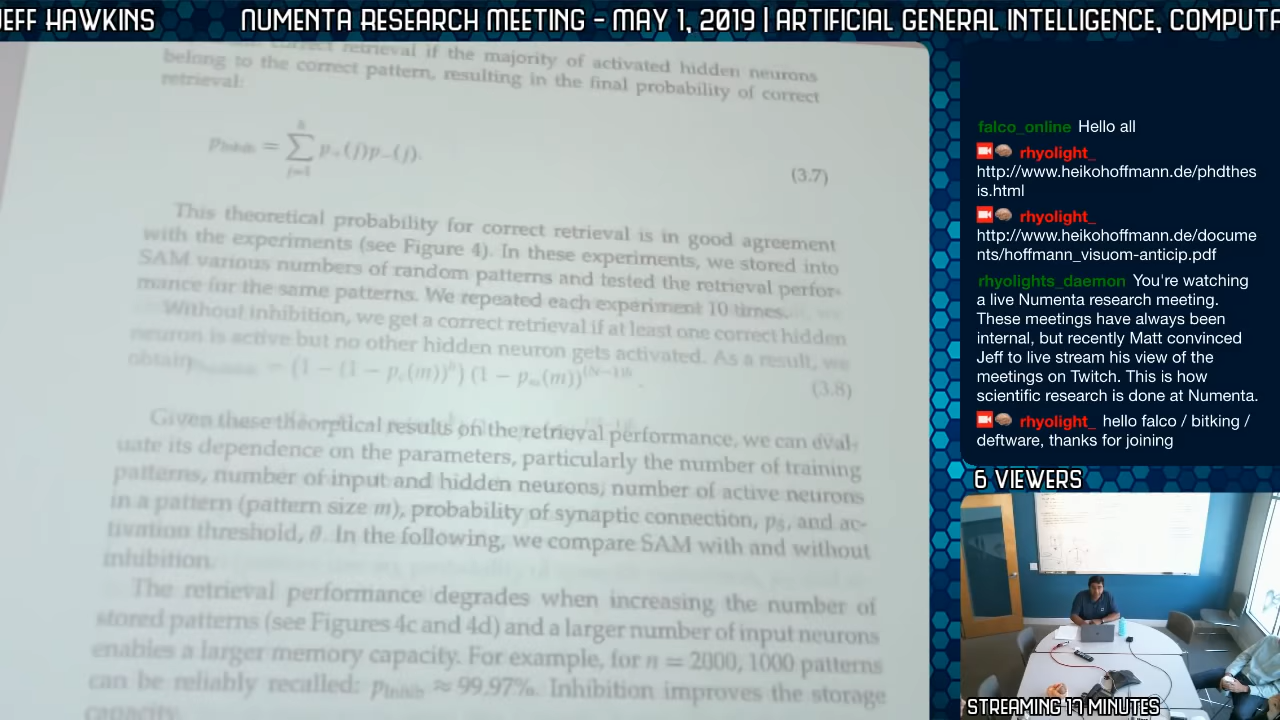 JEFF HAWKINS NUMENTA RESEARCH MEETING - MAY 1, 2019 | ARTIFICIAL GENERAL INTELLIGENCE, COMPUTA
correct retrieval if the majority of activated hidden neurons
belong to the correct pattern, resulting in the final probability of correct
retrieval:
(3.7)
This theoretical probability for correct retrieval is in good agreement
with the experiments (see Figure 4). In these experiments, we stored into
SAM various numbers of random patterns and tested the retrieval perfor-
mance for the same patterns. We repeated each experiment 10 times.
Without inhibition, we get a correct retrieval if at least one correct hidden
neuron is active but no other hidden neuron gets activated. As a result, we
obtain
(3.8)
Given these theoretical results on the retrieval performance, we can eval-
uate its dependence on the parameters, particularly the number of training
patterns, number of input and hidden neurons, number of active neurons
in a pattern (pattern size m), probability of synaptic connection, ps, and ac-
tivation threshold, θ. In the following, we compare SAM with and without
inhibition.
The retrieval performance degrades when increasing the number of
stored patterns (see Figures 4c and 4d) and a larger number of input neurons
enables a larger memory capacity. For example, for n = 2000, 1000 patterns
can be reliably recalled: pInhib ≈ 99.97%. Inhibition improves the storage
capacity.
falco_online Hello all
rhyolight_
http://www.heikohoffmann.de/phdthes
is.html
rhyolight_
http://www.heikohoffmann.de/docume
nts/hoffmann_visuom-anticip.pdf
rhyolights_daemon You're watching
a live Numenta research meeting.
These meetings have always been
internal, but recently Matt convinced
Jeff to live stream his view of the
meetings on Twitch. This is how
scientific research is done at Numenta.
rhyolight_ hello falco / bitking /
deftware, thanks for joining
6 VIEWERS
STREAMING 17 MINUTES